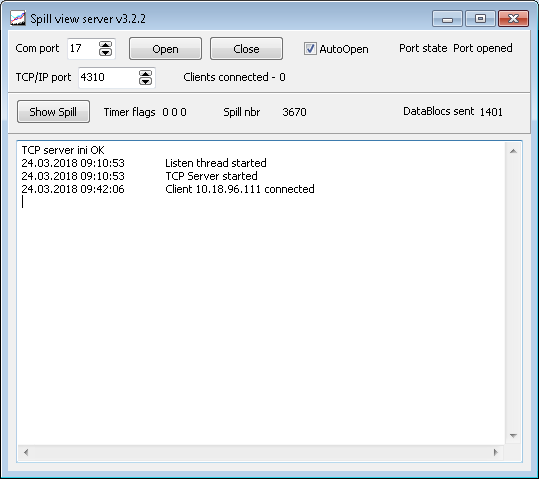 Spill view server v3.2.2
Com port 17 Open Close AutoOpen Port state Port opened
TCP/IP port 4310 Clients connected - 0
Show Spill Timer flags 0 0 0 Spill nbr 3670 DataBlocs sent 1401
TCP server ini OK
24.03.2018 09:10:53 Listen thread started
24.03.2018 09:10:53 TCP Server started
24.03.2018 09:42:06 Client 10.18.96.111 connected